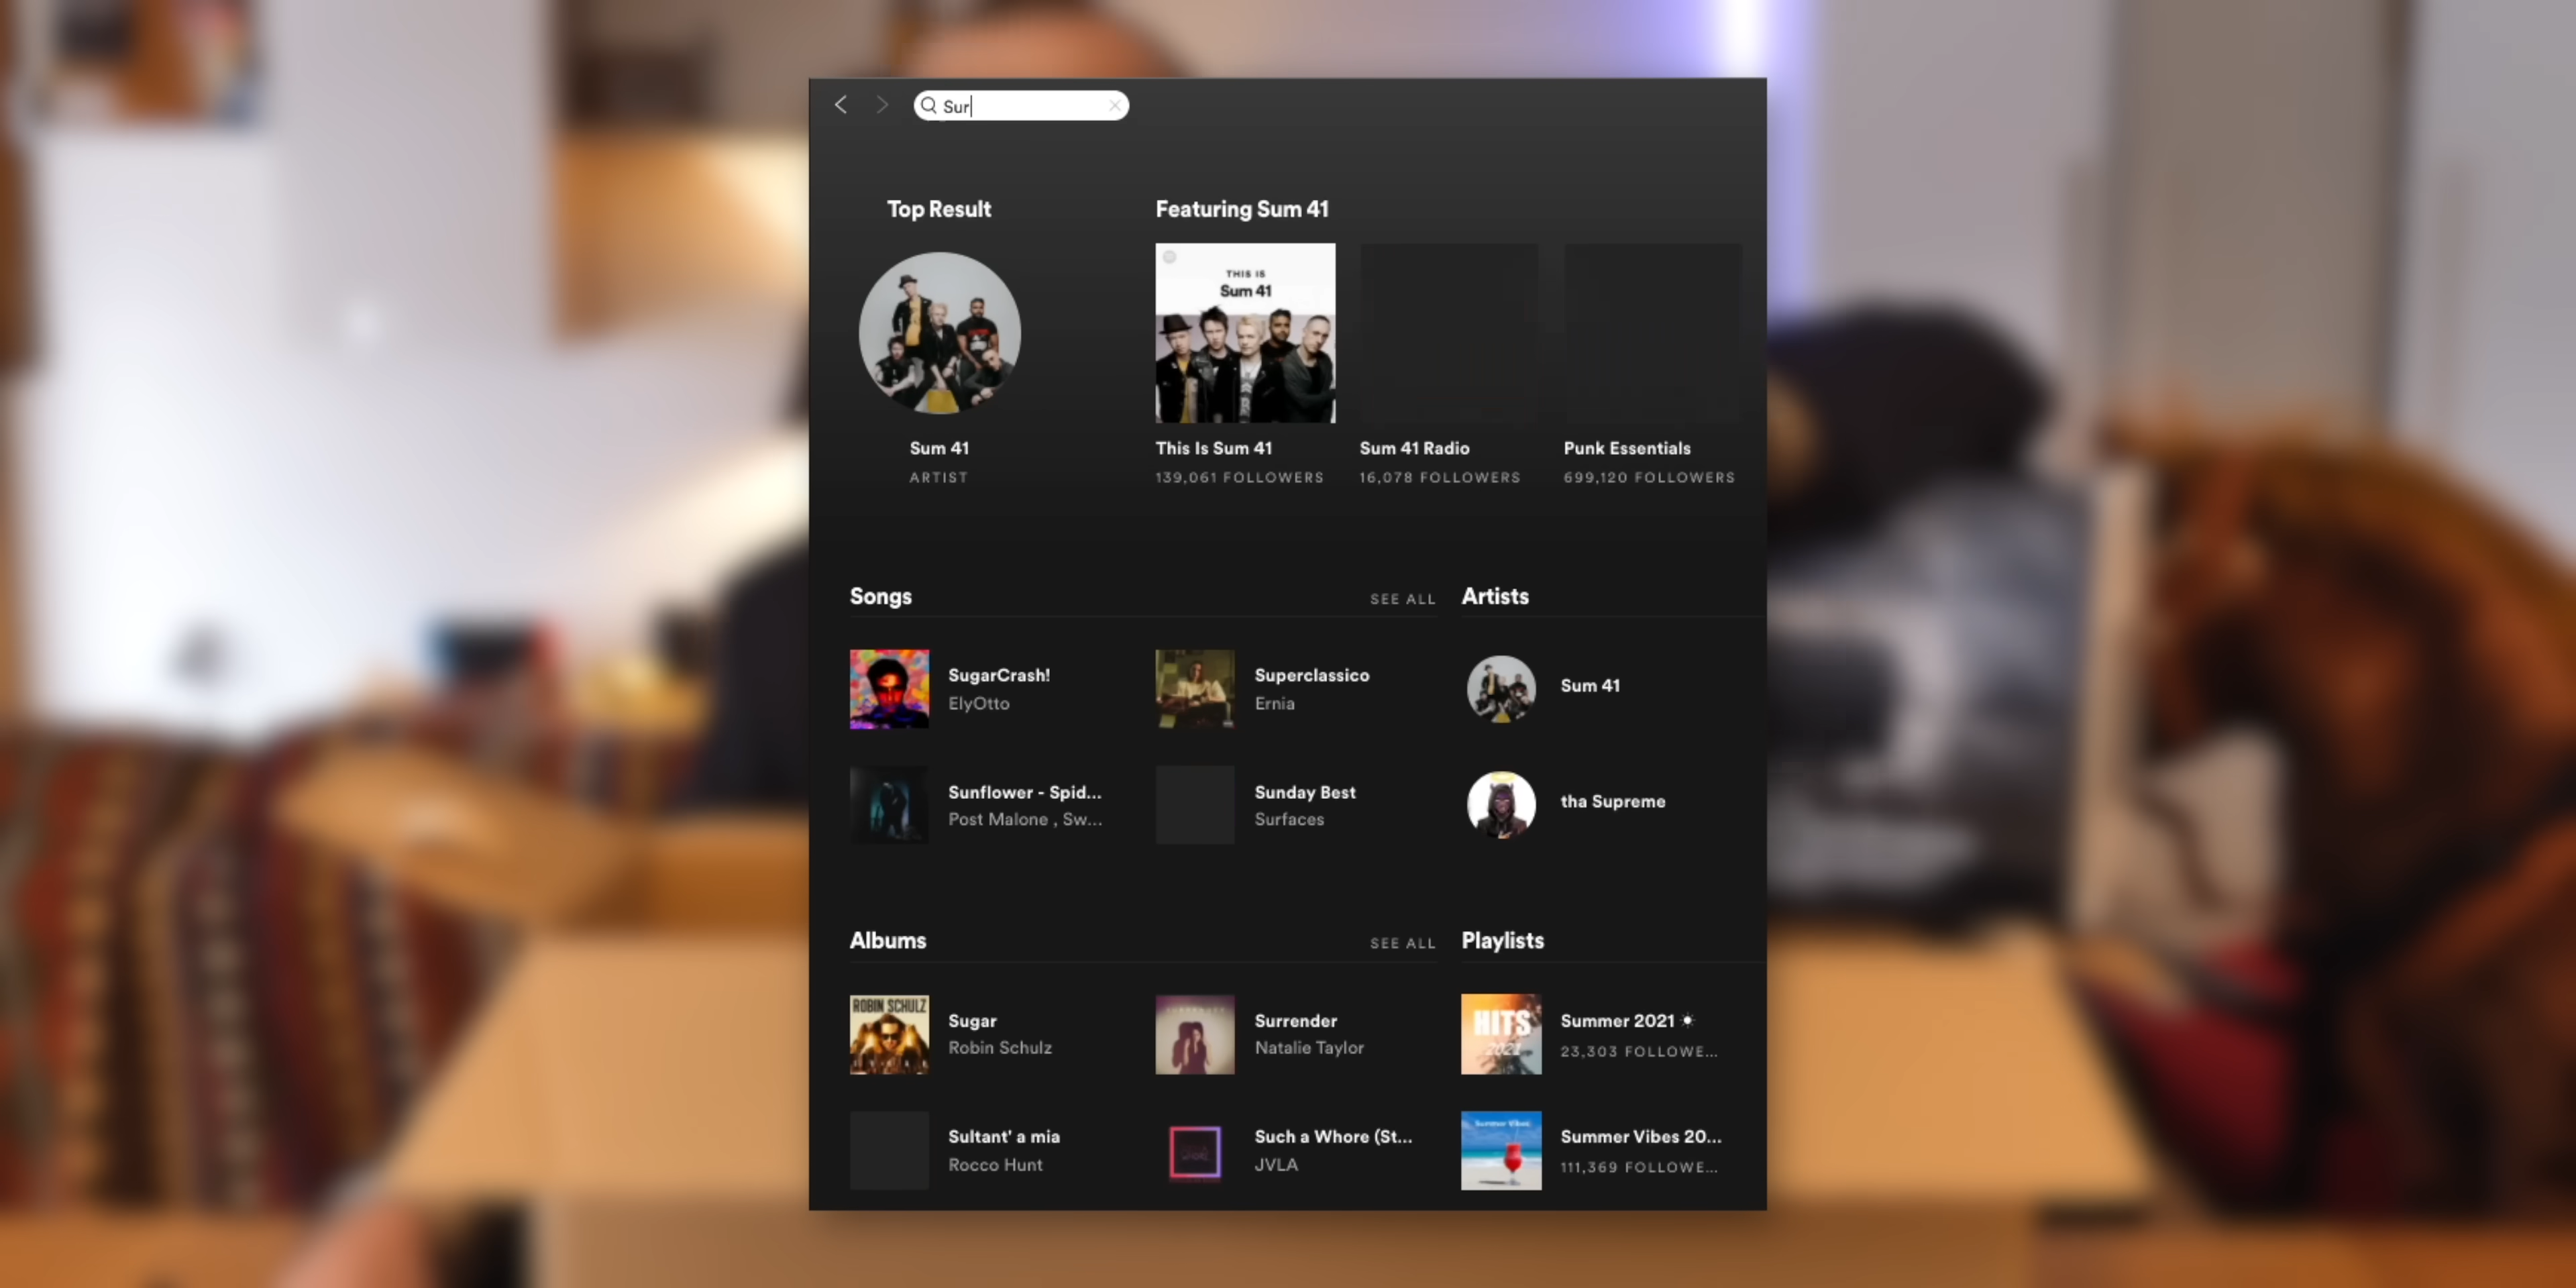 Sur
Top Result
Featuring Sum 41
THIS IS
Sum 41
Sum 41
ARTIST
This Is Sum 41
139,061 FOLLOWERS
Sum 41 Radio
16,078 FOLLOWERS
Punk Essentials
699,120 FOLLOWERS
Songs
SEE ALL
Artists
SugarCrash!
ElyOtto
Superclassico
Ernia
Sum 41
Sunflower - Spid...
Post Malone , Sw...
Sunday Best
Surfaces
tha Supreme
Albums
SEE ALL
Playlists
ROBIN SCHULZ
Sugar
Robin Schulz
Surrender
Natalie Taylor
HITS
2021
Summer 2021 ☀
23,303 FOLLOWE...
Sultant' a mia
Rocco Hunt
Such a Whore (St...
JVLA
Summer Vibes
Summer Vibes 20...
111,369 FOLLOWE...